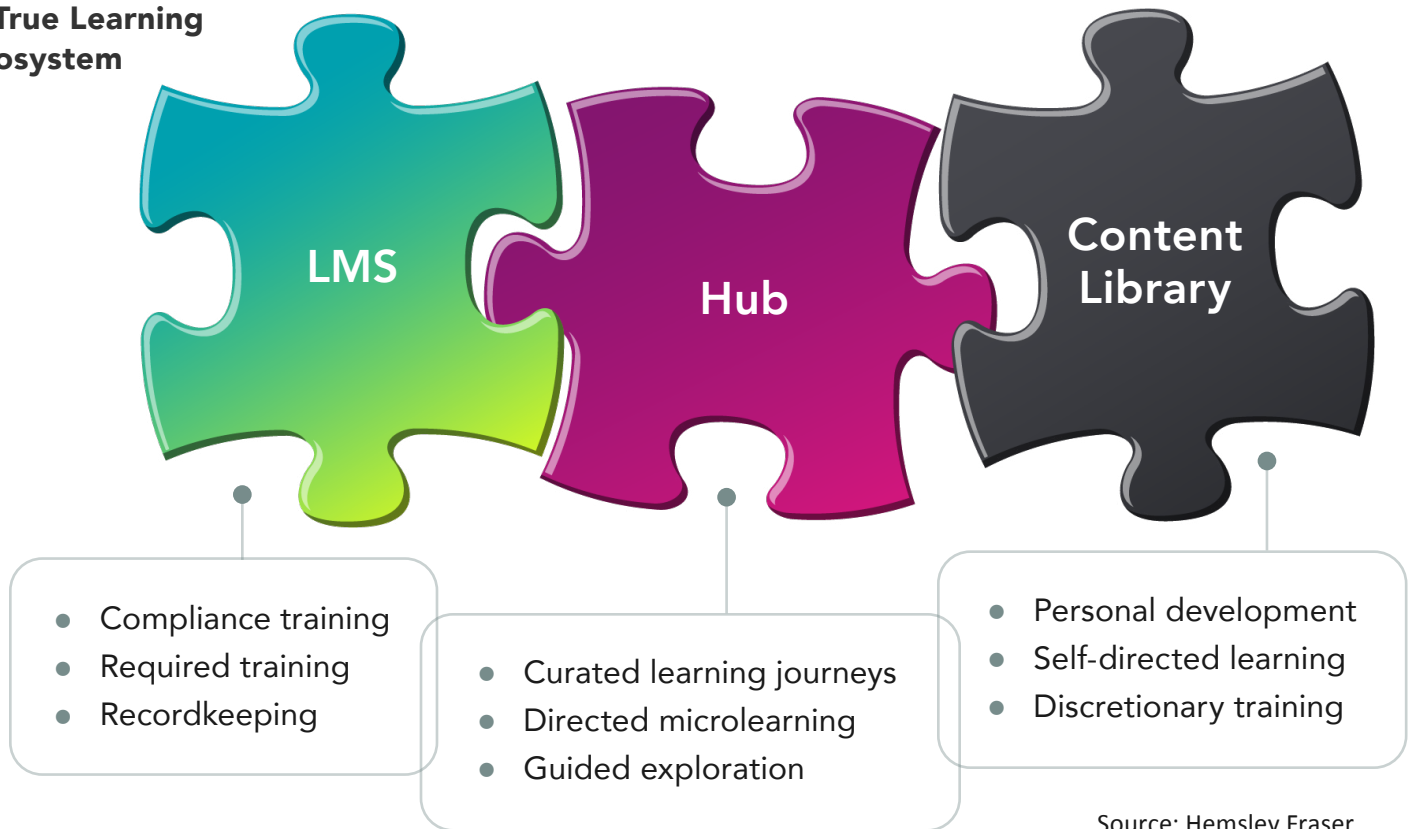 True Learning
osystem
LMS
Hub
Content
Library
Compliance training
Required training
Recordkeeping
Curated learning journeys
Directed microlearning
Guided exploration
Personal development
Self-directed learning
Discretionary training
Source: Hemsley Fraser